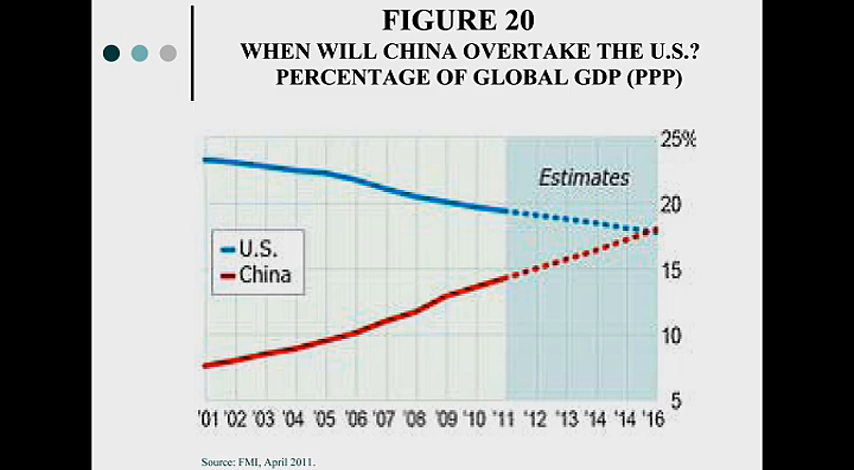 FIGURE 20
WHEN WILL CHINA OVERTAKE THE U.S.?
PERCENTAGE OF GLOBAL GDP (PPP)
25%
Estimates
20
U.S.
China
15
10
5
'01 '02 '03 '04 '05 '06 '07 '08 '09 '10 '11 '12 '13 '14 '14 '16
Source: FMI, April 2011.